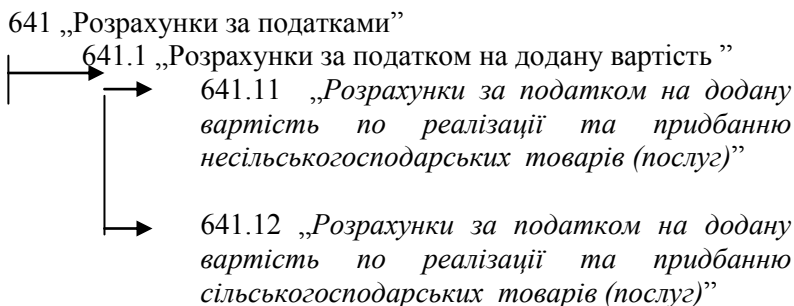 641 „Розрахунки за податками”
641.1 „Розрахунки за податком на додану вартість ”
641.11 „Розрахунки за податком на додану
вартість по реалізації та придбанню
несільськогосподарських товарів (послуг)”
641.12 „Розрахунки за податком на додану
вартість по реалізації та придбанню
сільськогосподарських товарів (послуг)”